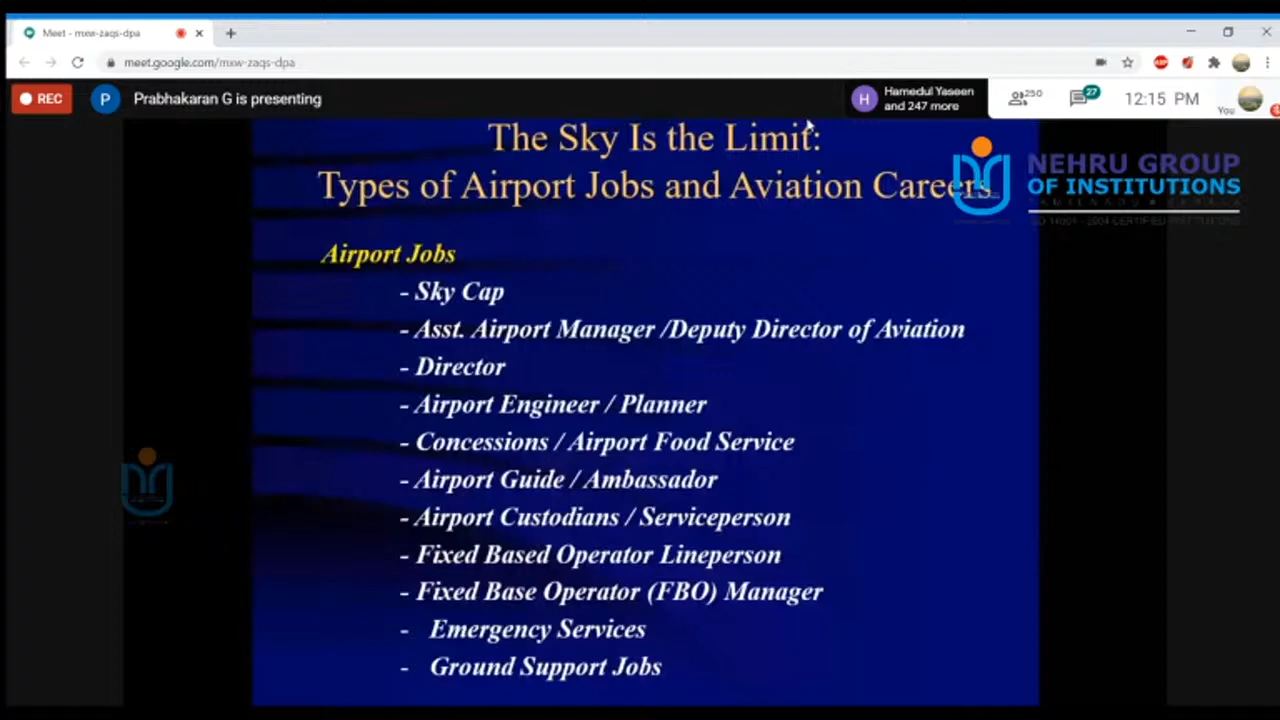 Meet - mxw-zaqs-dpa
meet.google.com/mxw-zaqs-dpa
REC
P
Prabhakaran G is presenting
H
Hamedul Yaseen
and 247 more
250
27
12:15 PM
You
The Sky Is the Limit:
Types of Airport Jobs and Aviation Careers
NEHRU GROUP
OF INSTITUTIONS
TAMILNADU KERALA
Airport Jobs
- Sky Cap
- Asst. Airport Manager /Deputy Director of Aviation
- Director
- Airport Engineer / Planner
- Concessions / Airport Food Service
- Airport Guide / Ambassador
- Airport Custodians / Serviceperson
- Fixed Based Operator Lineperson
- Fixed Base Operator (FBO) Manager
- Emergency Services
- Ground Support Jobs